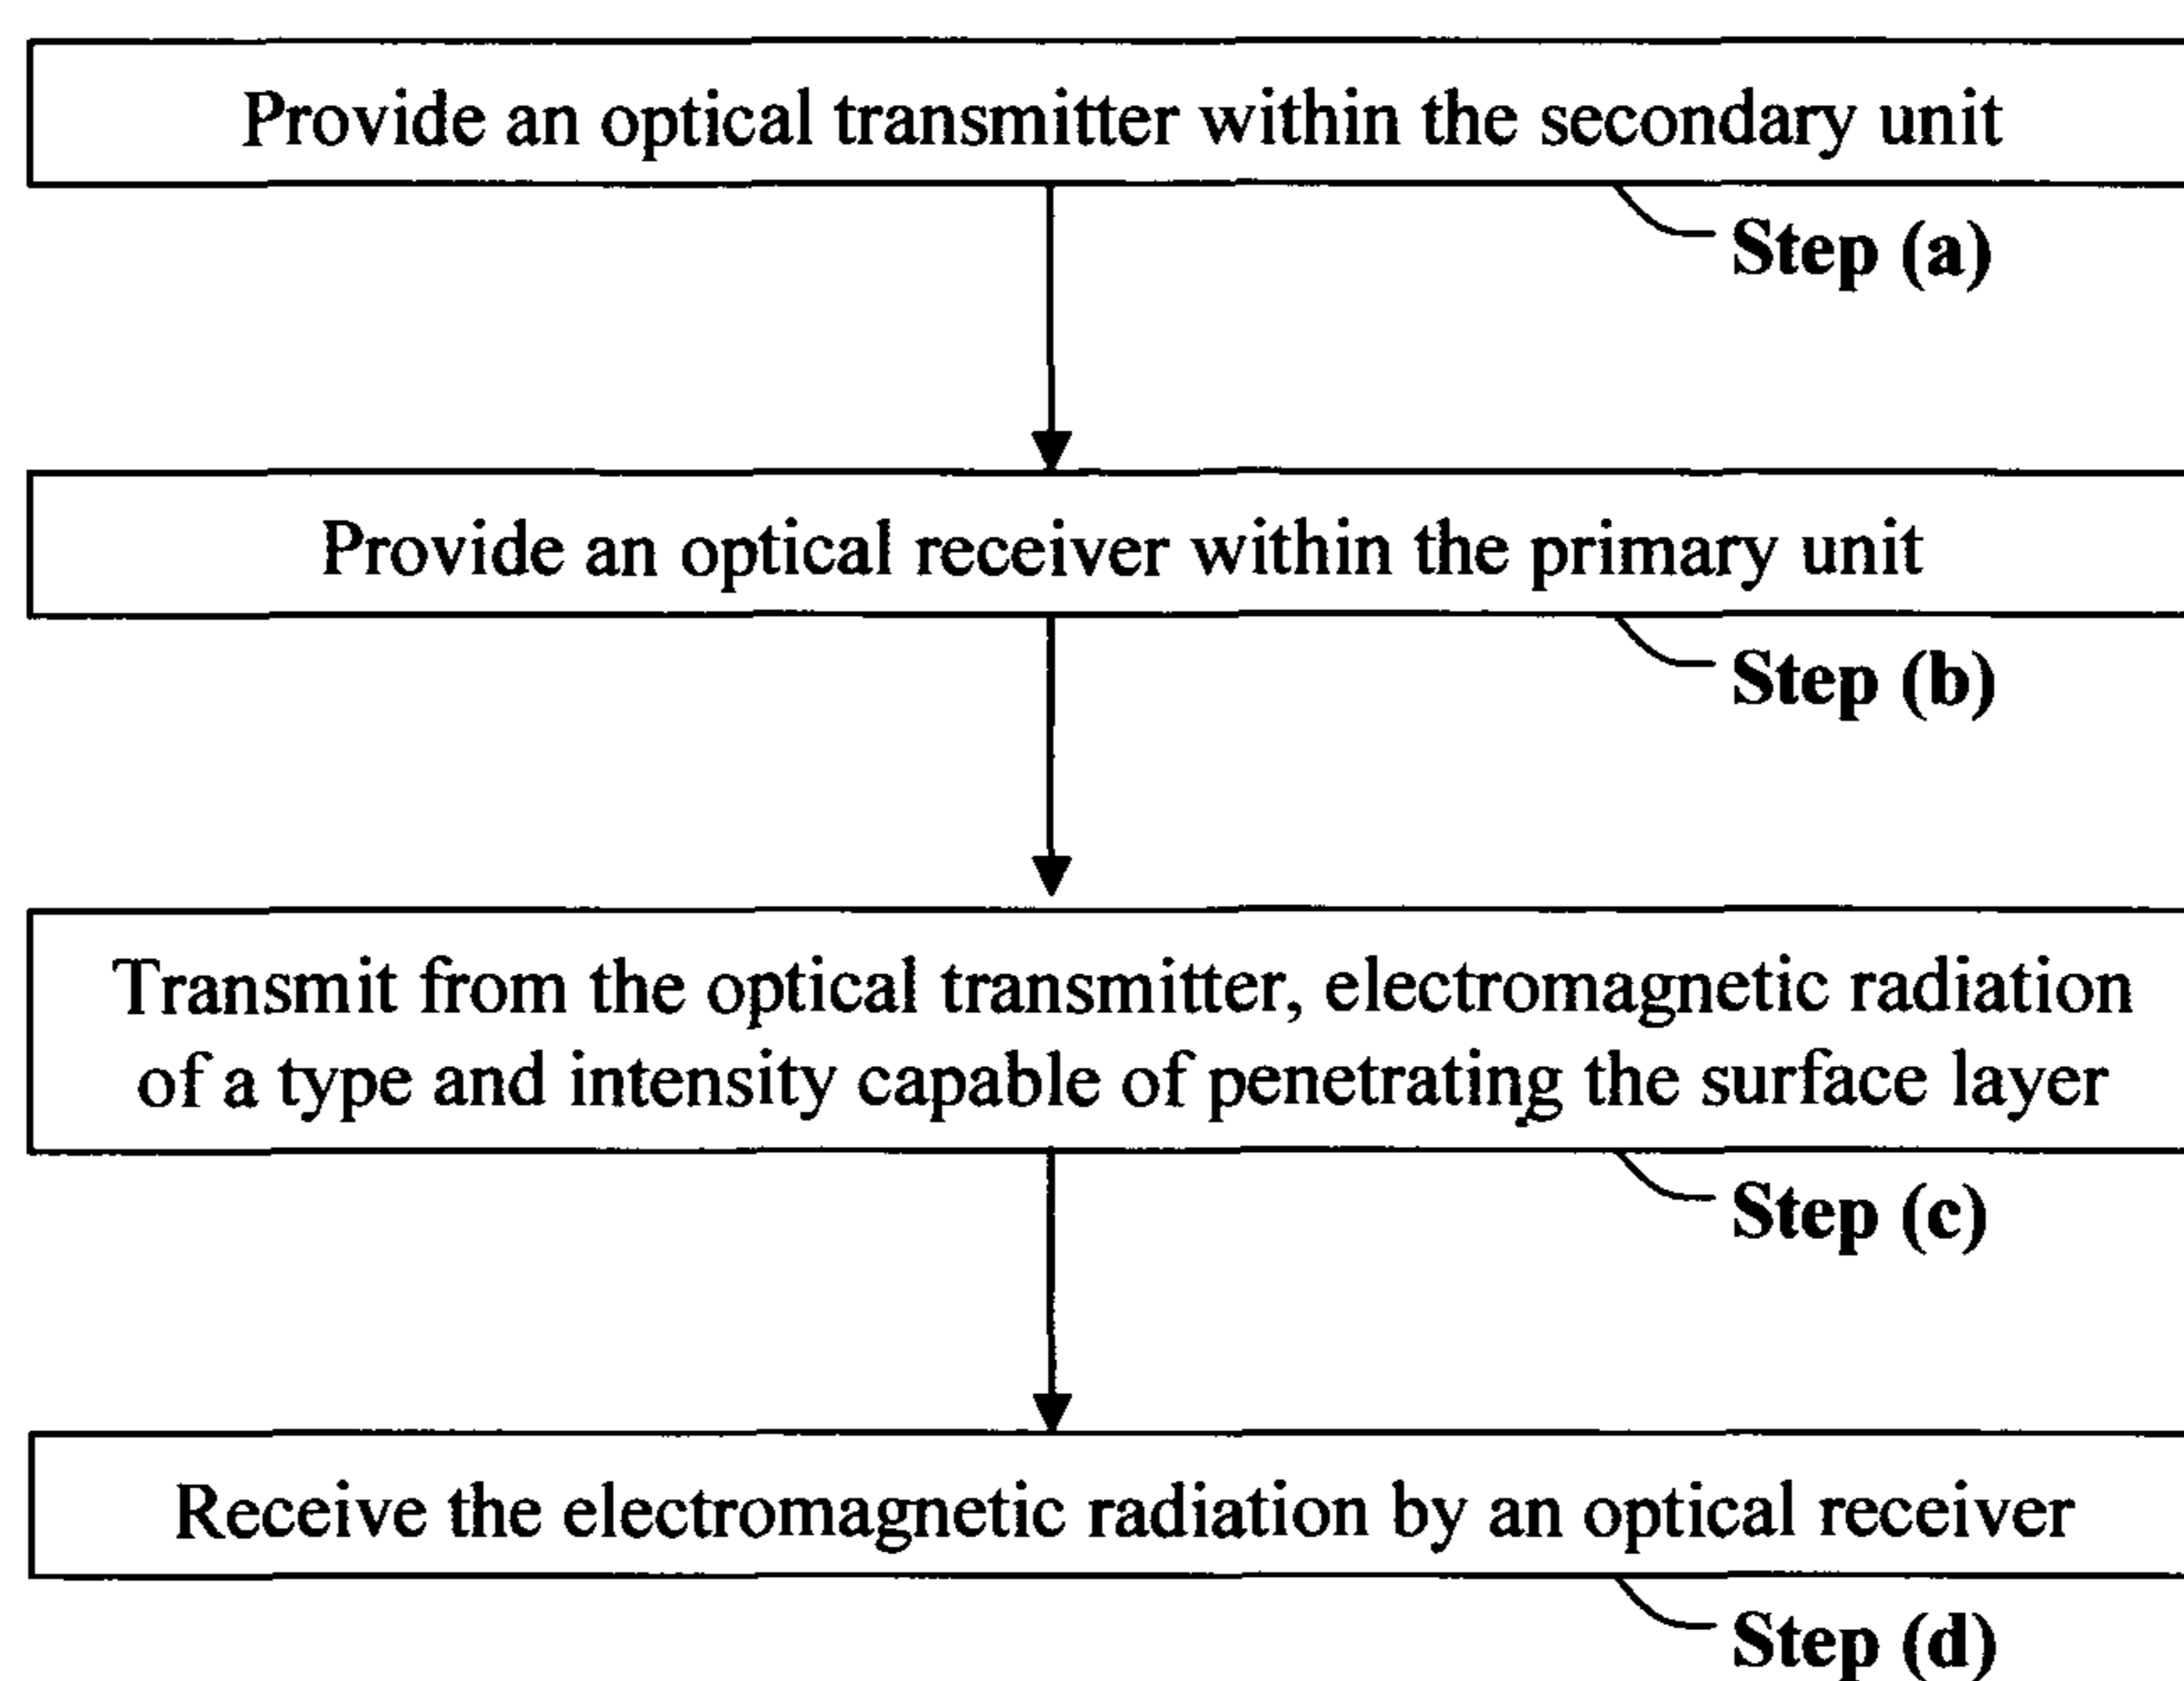 Provide an optical transmitter within the secondary unit
Step (a)
Provide an optical receiver within the primary unit
Step (b)
Transmit from the optical transmitter, electromagnetic radiation
of a type and intensity capable of penetrating the surface layer
Step (c)
Receive the electromagnetic radiation by an optical receiver
Step (d)